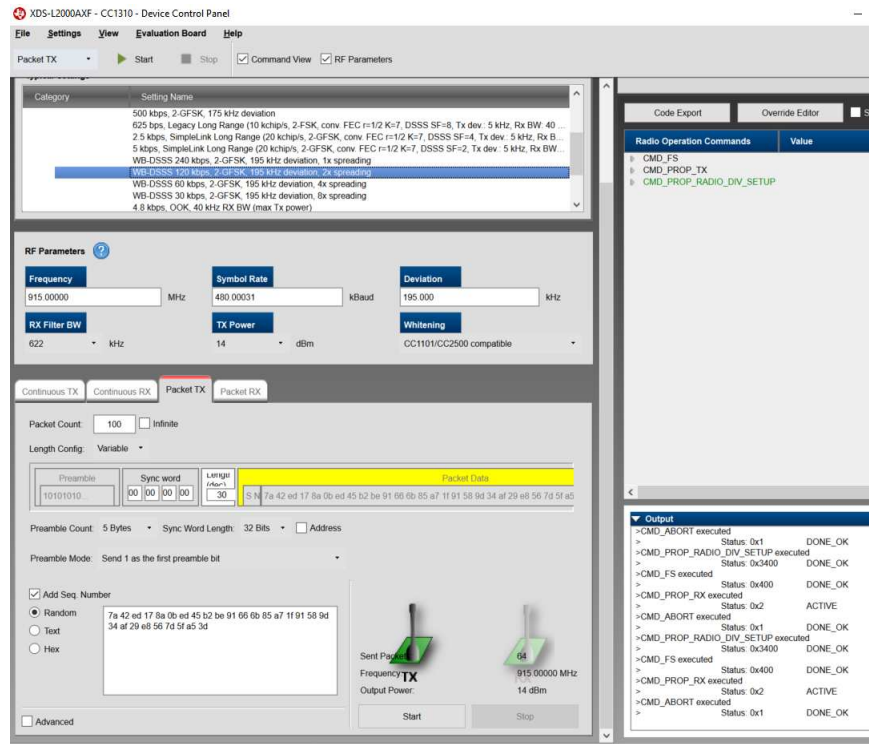 XDS-L2000AXF - CC1310 - Device Control Panel
File Settings View Evaluation Board Help
Packet TX Start Stop Command View RF Parameters
Category Setting Name
500 kbps, 2-GFSK, 175 kHz deviation
625 bps, Legacy Long Range (10 kchip/s, 2-FSK, conv. FEC r=1/2 K=7, DSSS SF=8, Tx dev.: 5 kHz, Rx BW: 40 ...
2.5 kbps, SimpleLink Long Range (20 kchip/s, conv. FEC r=1/2 K=7, DSSS SF=4, Tx dev.: 5 kHz, Rx B...
5 kbps, SimpleLink Long Range (20 kchip/s, conv. FEC r=1/2 K=7, DSSS SF=2, Tx dev.: 5 kHz, Rx BW...
WB-DSSS 240 kbps, 2-GFSK, 195 kHz deviation, 1x spreading
WB-DSSS 120 kbps, 2-GFSK, 195 kHz deviation, 2x spreading
WB-DSSS 60 kbps, 2-GFSK, 195 kHz deviation, 4x spreading
WB-DSSS 30 kbps, 2-GFSK, 195 kHz deviation, 8x spreading
4.8 kbps, OOK, 40 kHz RX BW (max Tx power)
RF Parameters ?
Frequency Symbol Rate Deviation
915.00000 MHz 480.00031 kBaud 195.000 kHz
RX Filter BW TX Power Whitening
622 kHz 14 dBm CC1101/CC2500 compatible
Continuous TX Continuous RX Packet TX Packet RX
Packet Count: 100 Infinite
Length Config: Variable
Preamble Sync word Packet Data
10101010... 00 00 00 00 30 S N 7a 42 ed 17 8a 0b ed 45 b2 be 91 66 6b 85 a7 1f 91 58 9d 34 af 29 e8 56 7d 5f a5
Preamble Count: 5 Bytes Sync Word Length: 32 Bits Address
Preamble Mode: Send 1 as the first preamble bit
Add Seq. Number
Random
Text
Hex
7a 42 ed 17 8a 0b ed 45 b2 be 91 66 6b 85 a7 1f 91 58 9d
34 af 29 e8 56 7d 5f a5 3d
TX RX
Sent Packets 64
Frequency 915.00000 MHz
Output Power: 14 dBm
Start Stop
Advanced
Code Export Override Editor
Radio Operation Commands Value
CMD_FS
CMD_PROP_TX
CMD_PROP_RADIO_DIV_SETUP
Output
>CMD_ABORT executed
> Status: 0x1 DONE_OK
>CMD_PROP_RADIO_DIV_SETUP executed
> Status: 0x3400 DONE_OK
>CMD_FS executed
> Status: 0x400 DONE_OK
>CMD_PROP_RX executed
> Status: 0x2 ACTIVE
>CMD_ABORT executed
> Status: 0x1 DONE_OK
>CMD_PROP_RADIO_DIV_SETUP executed
> Status: 0x3400 DONE_OK
>CMD_FS executed
> Status: 0x400 DONE_OK
>CMD_PROP_RX executed
> Status: 0x2 ACTIVE
>CMD_ABORT executed
> Status: 0x1 DONE_OK